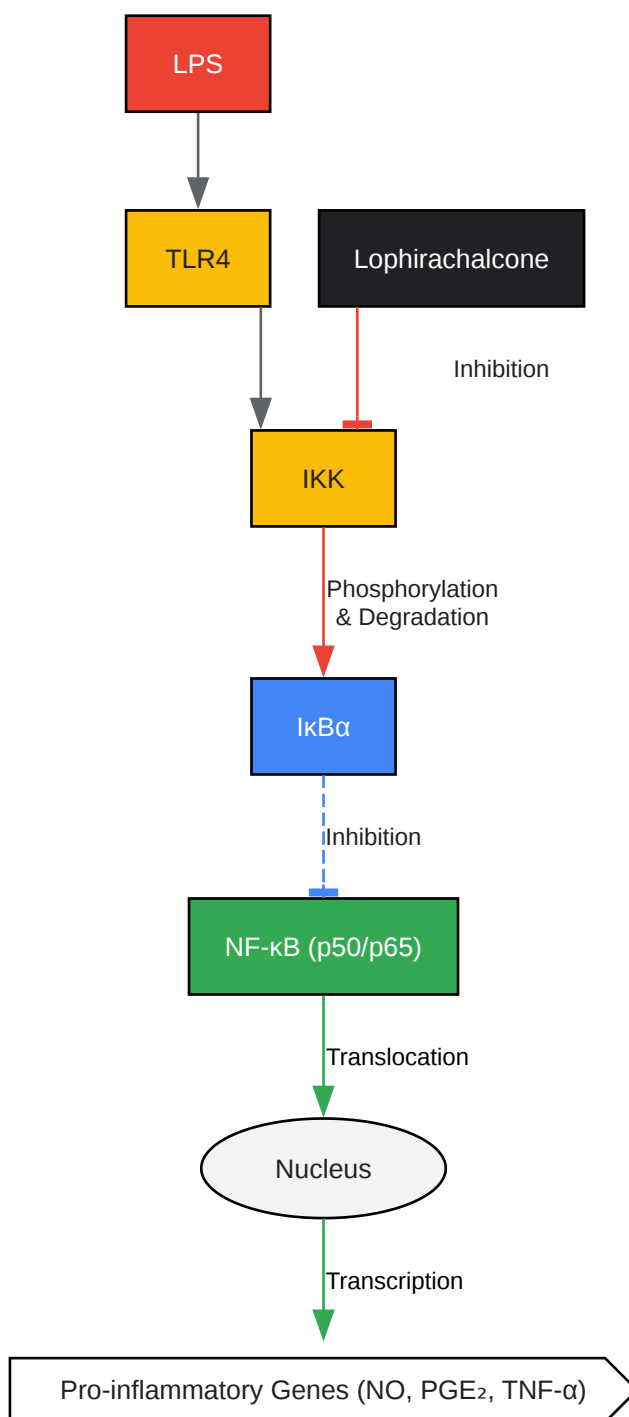 LPS
TLR4
Lophirachalcone
Inhibition
IKK
Phosphorylation
& Degradation
IκBα
Inhibition
NF-κB (p50/p65)
Translocation
Nucleus
Transcription
Pro-inflammatory Genes (NO, PGE₂, TNF-α)